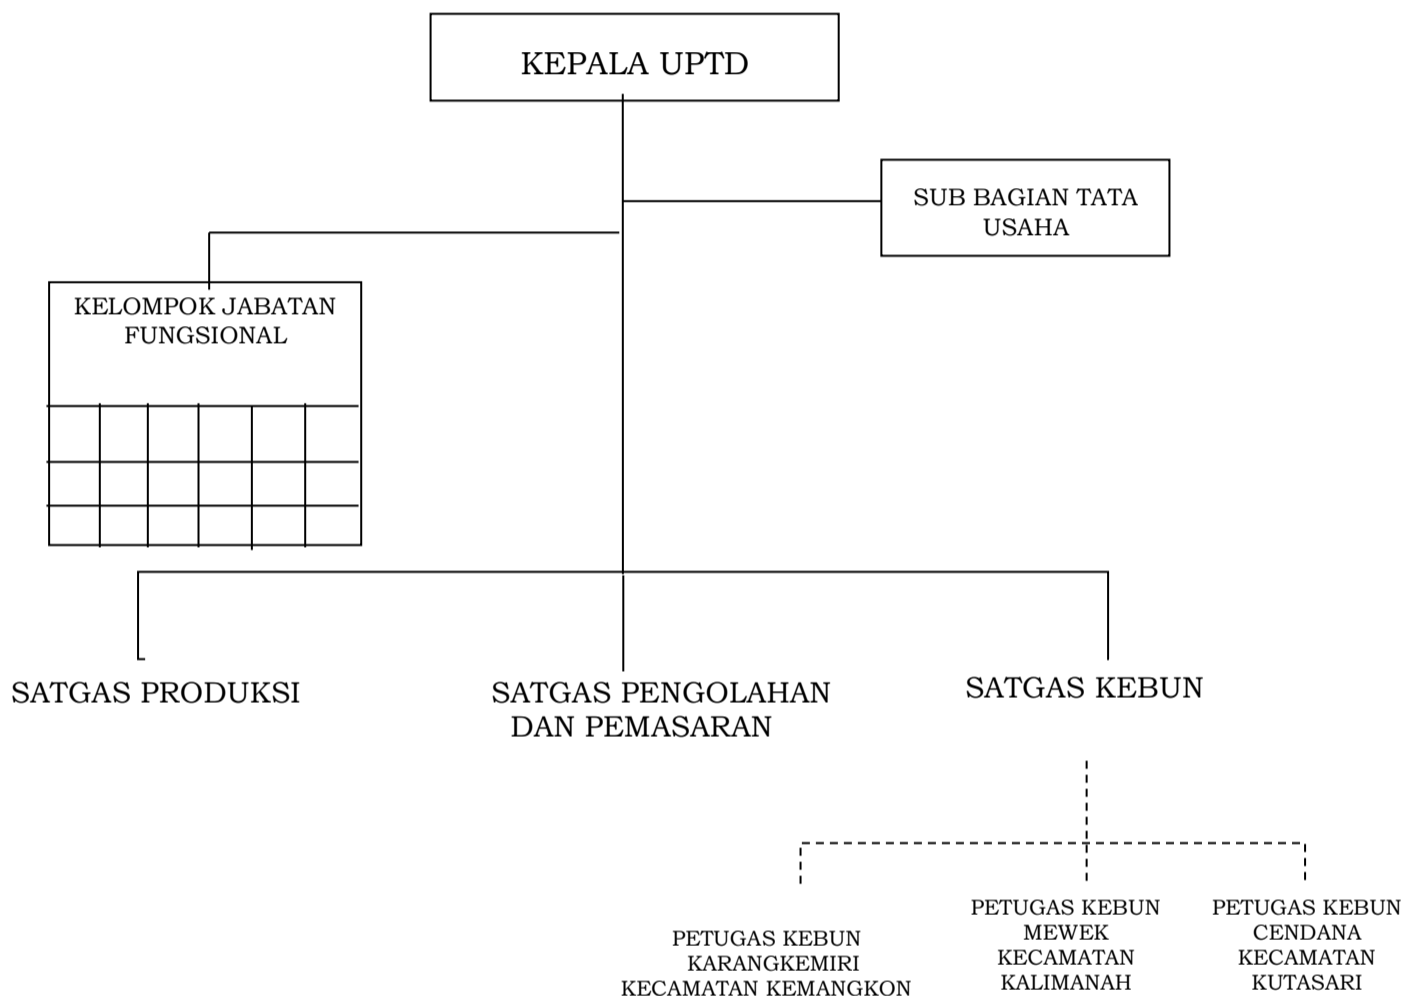 KEPALA UPTD
SUB BAGIAN TATA
USAHA
KELOMPOK JABATAN
FUNGSIONAL
SATGAS PRODUKSI
SATGAS PENGOLAHAN
DAN PEMASARAN
SATGAS KEBUN
PETUGAS KEBUN
KARANGKEMIRI
KECAMATAN KEMANGKON
PETUGAS KEBUN
MEWEK
KECAMATAN
KALIMANAH
PETUGAS KEBUN
CENDANA
KECAMATAN
KUTASARI